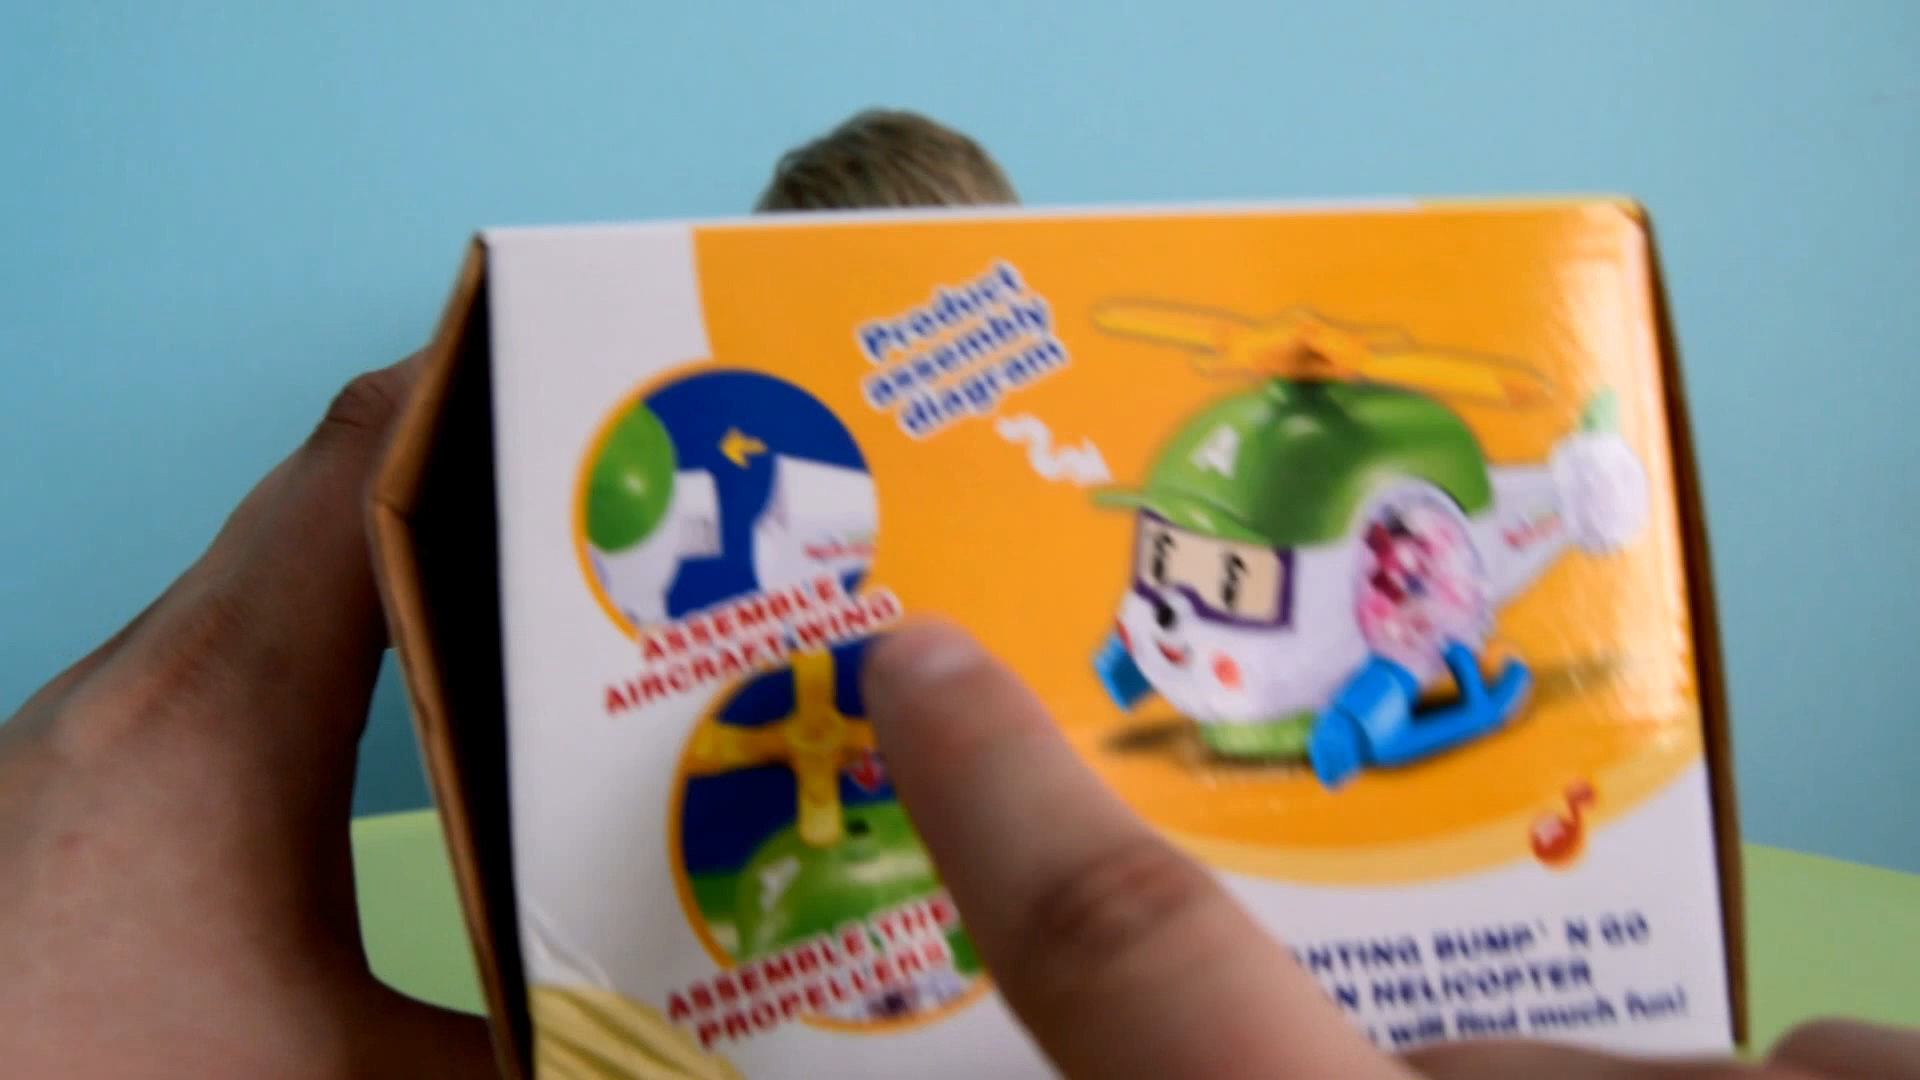 Product
assembly
diagram
A
ASSEMBLE
AIRCRAFT WING
ASSEMBLE THE
PROPELLERS
BUMP' N GO
HELICOPTER
will find much fun!